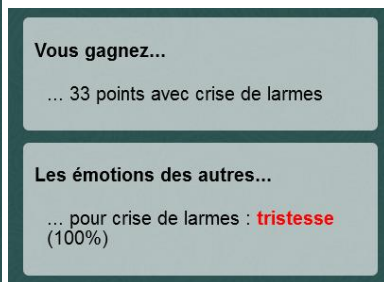 Vous gagnez...
... 33 points avec crise de larmes
Les émotions des autres...
... pour crise de larmes : tristesse
(100%)